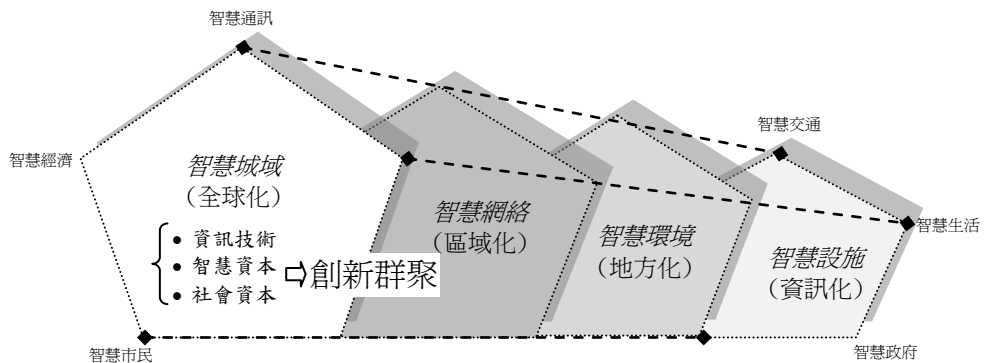 智慧通訊
智慧經濟
智慧城域
（全球化）
• 資訊技術
• 智慧資本
• 社會資本
創新群聚
智慧市民
智慧網絡
（區域化）
智慧環境
（地方化）
智慧交通
智慧設施
（資訊化）
智慧生活
智慧政府